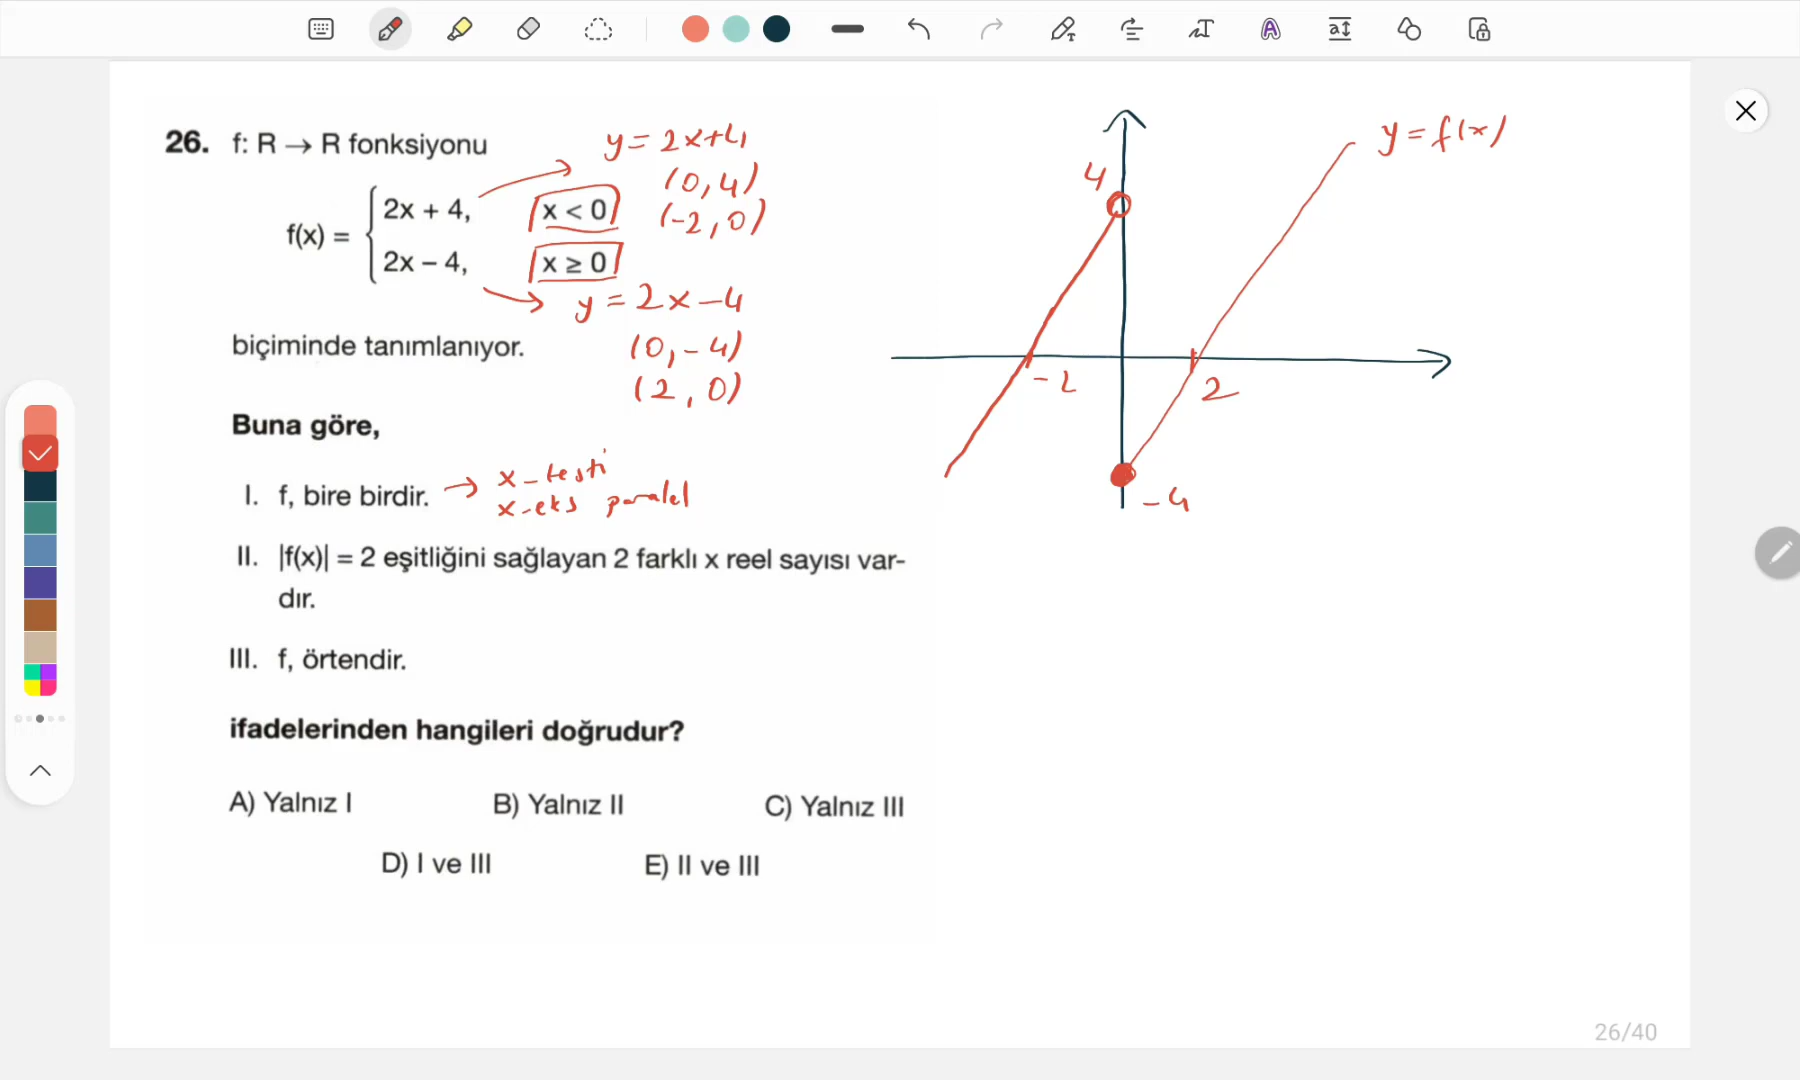 26. f: R → R fonksiyonu
f(x) = { 2x + 4, x < 0
2x – 4, x ≥ 0
y = 2x+4
(0, 4)
(-2, 0)
y = 2x-4
(0, -4)
(2, 0)
biçiminde tanımlanıyor.
Buna göre,
I. f, bire birdir. → x-testi
x-eks paralel
II. |f(x)| = 2 eşitliğini sağlayan 2 farklı x reel sayısı var-
dır.
III. f, örtendir.
ifadelerinden hangileri doğrudur?
A) Yalnız I B) Yalnız II C) Yalnız III
D) I ve III E) II ve III
y = f(x)
4
-2
2
-4
26/40